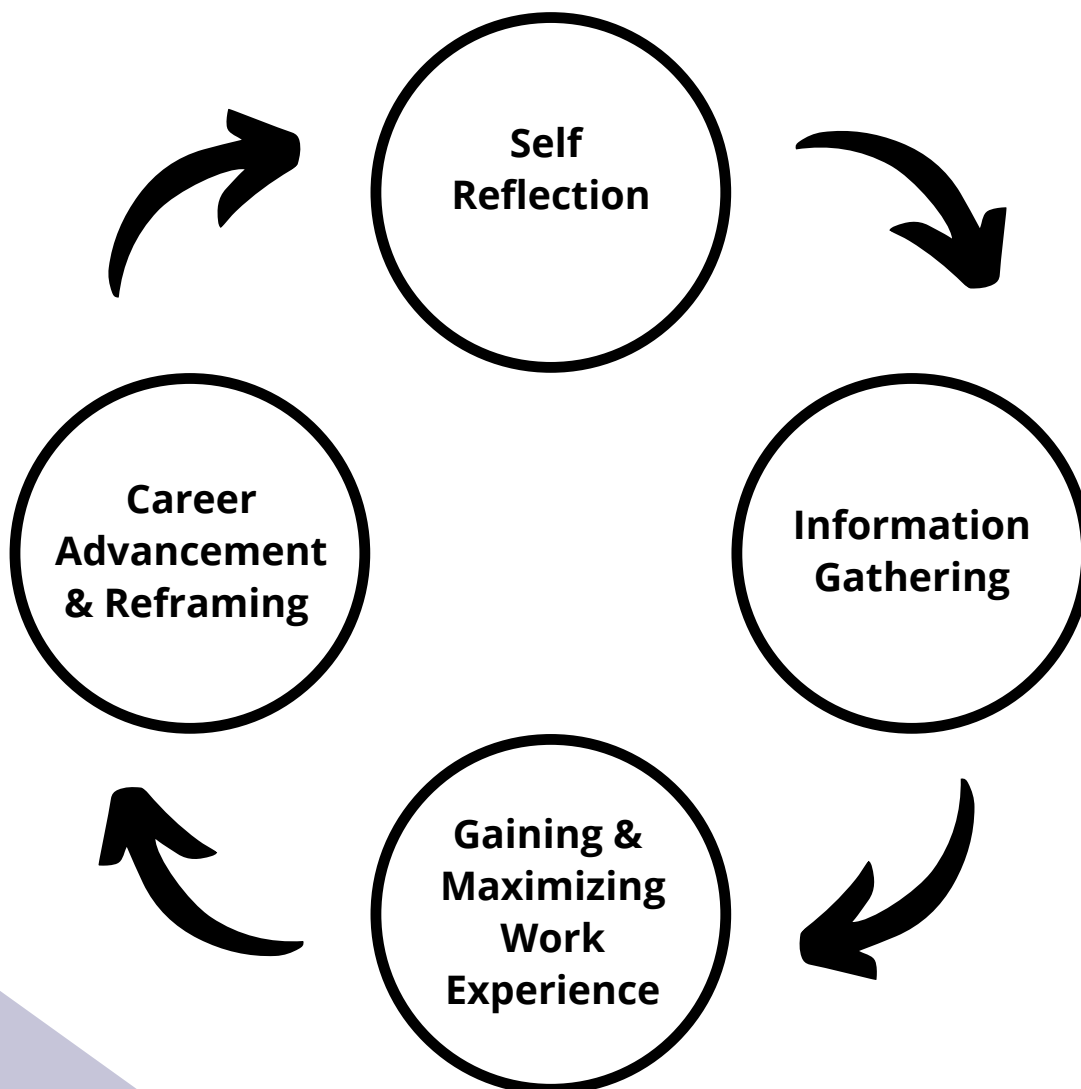 Self
Reflection
Information
Gathering
Gaining &
Maximizing
Work
Experience
Career
Advancement
& Reframing